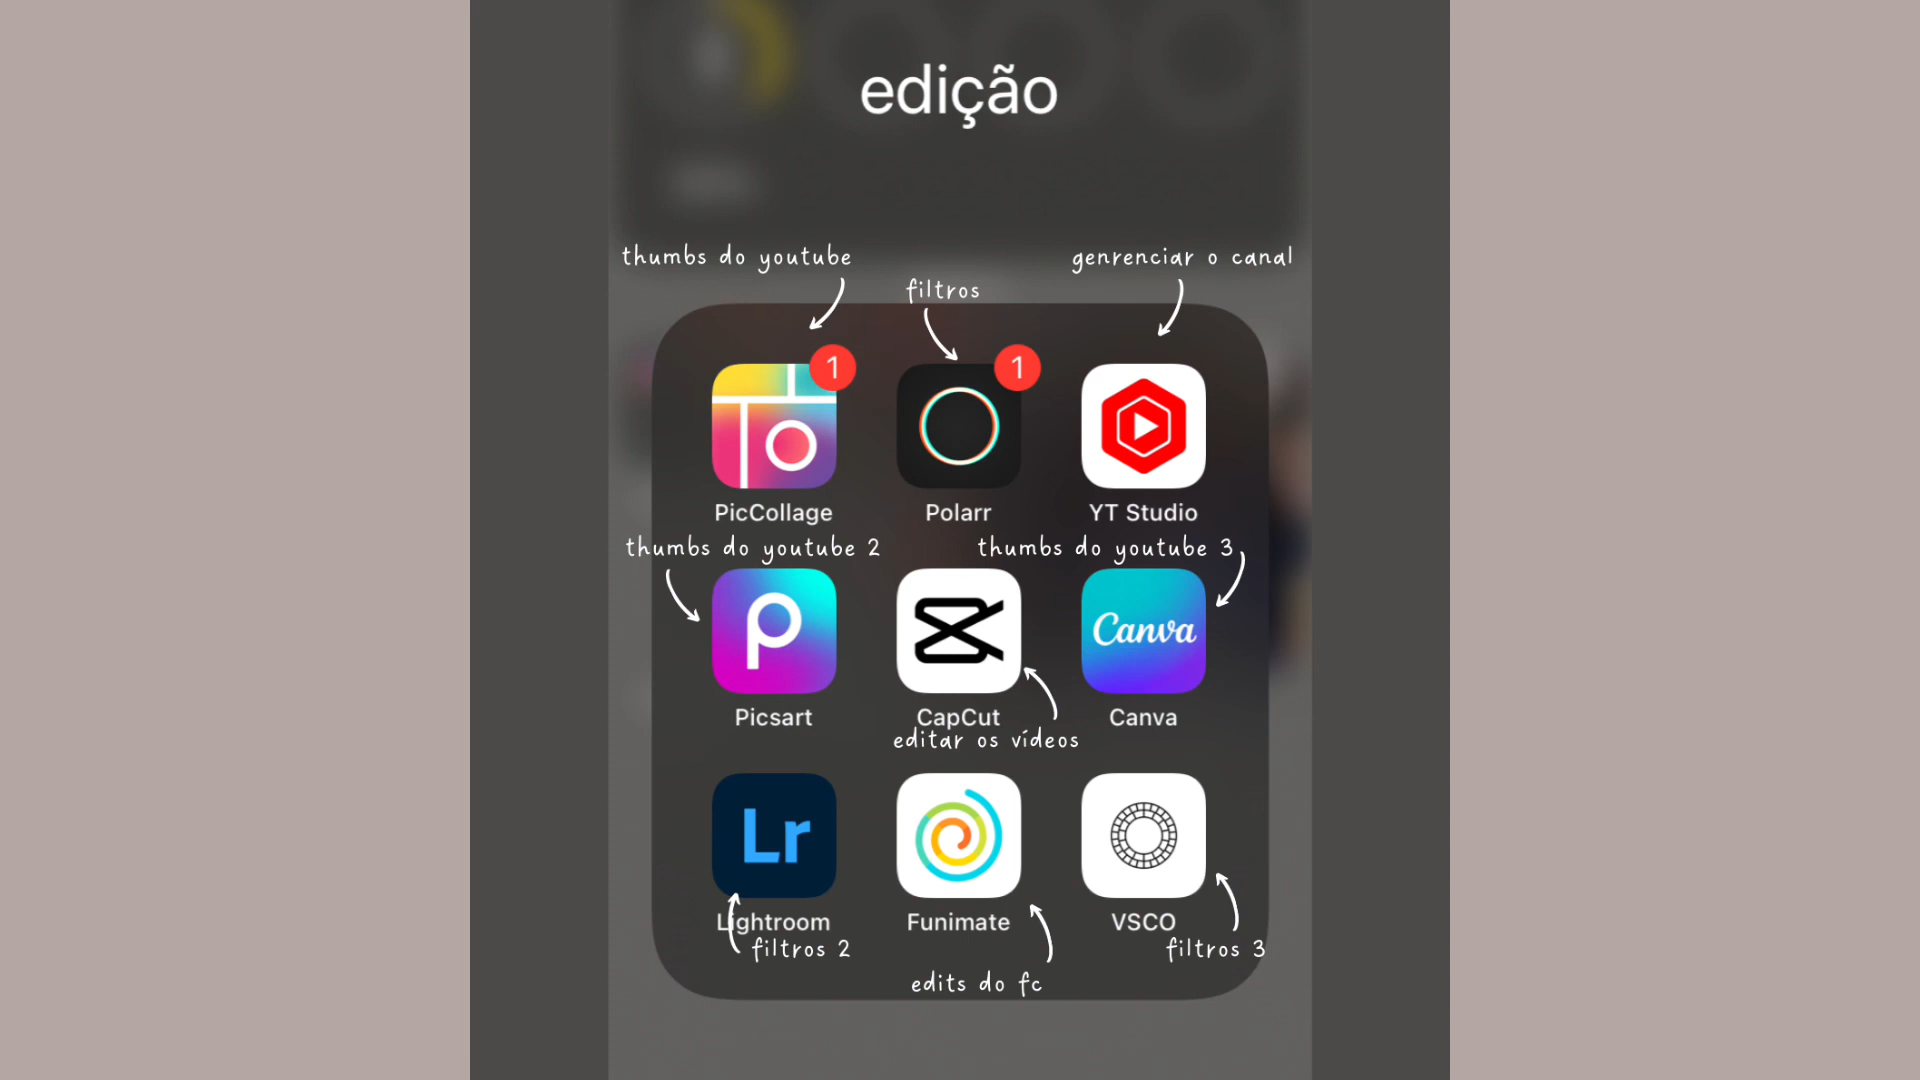 edição
thumbs do youtube
genrenciar o canal
filtros
1
1
PicCollage
Polarr
YT Studio
thumbs do youtube 2
thumbs do youtube 3
Canva
Picsart
CapCut
Canva
editar os vídeos
Lr
Lightroom
Funimate
VSCO
filtros 2
filtros 3
edits do fc